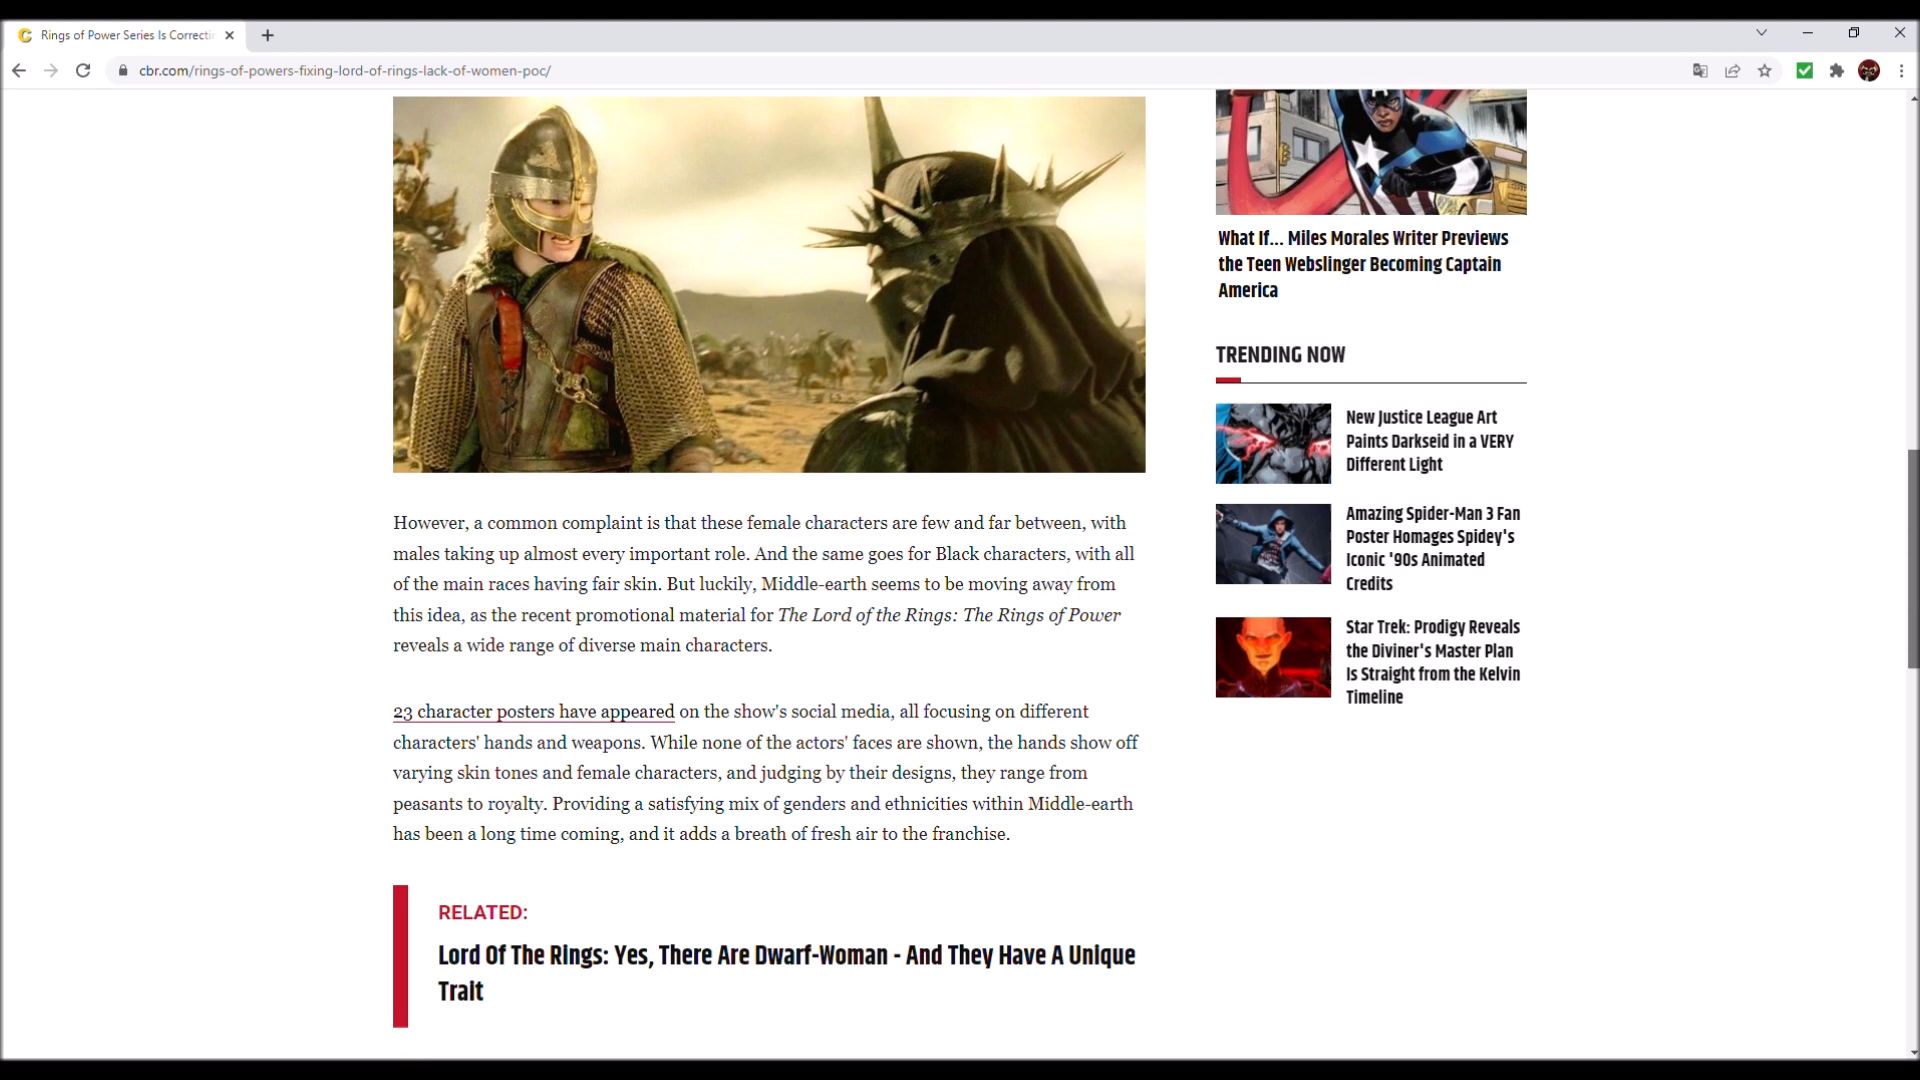 Rings of Power Series Is Correcti
cbr.com/rings-of-powers-fixing-lord-of-rings-lack-of-women-poc/
However, a common complaint is that these female characters are few and far between, with
males taking up almost every important role. And the same goes for Black characters, with all
of the main races having fair skin. But luckily, Middle-earth seems to be moving away from
this idea, as the recent promotional material for The Lord of the Rings: The Rings of Power
reveals a wide range of diverse main characters.
23 character posters have appeared on the show's social media, all focusing on different
characters' hands and weapons. While none of the actors' faces are shown, the hands show off
varying skin tones and female characters, and judging by their designs, they range from
peasants to royalty. Providing a satisfying mix of genders and ethnicities within Middle-earth
has been a long time coming, and it adds a breath of fresh air to the franchise.
RELATED:
Lord Of The Rings: Yes, There Are Dwarf-Woman - And They Have A Unique
Trait
What If... Miles Morales Writer Previews
the Teen Webslinger Becoming Captain
America
TRENDING NOW
New Justice League Art
Paints Darkseid in a VERY
Different Light
Amazing Spider-Man 3 Fan
Poster Homages Spidey's
Iconic '90s Animated
Credits
Star Trek: Prodigy Reveals
the Diviner's Master Plan
Is Straight from the Kelvin
Timeline